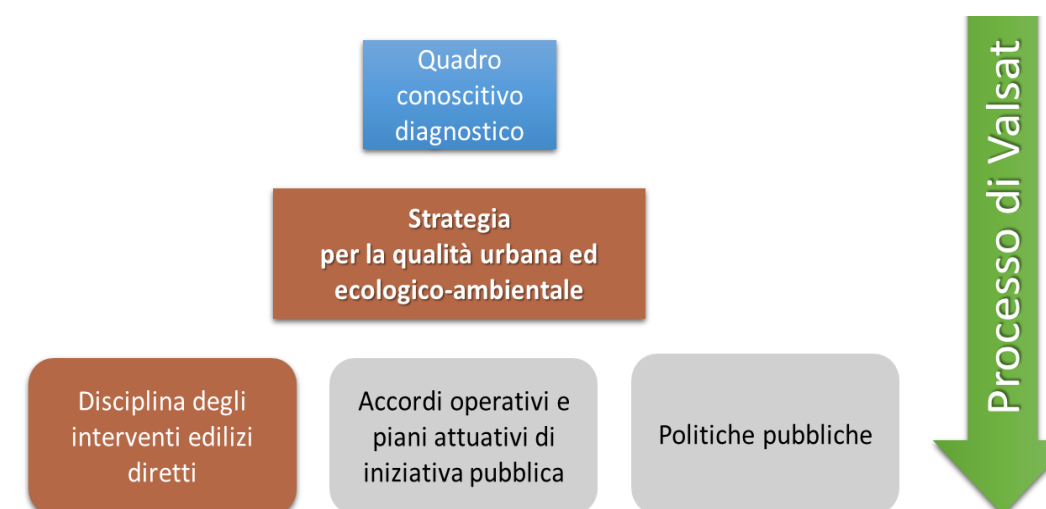 Quadro
conoscitivo
diagnostico
Strategia
per la qualità urbana ed
ecologico-ambientale
Disciplina degli
interventi edilizi
diretti
Accordi operativi e
piani attuativi di
iniziativa pubblica
Politiche pubbliche
Processo di Valsat